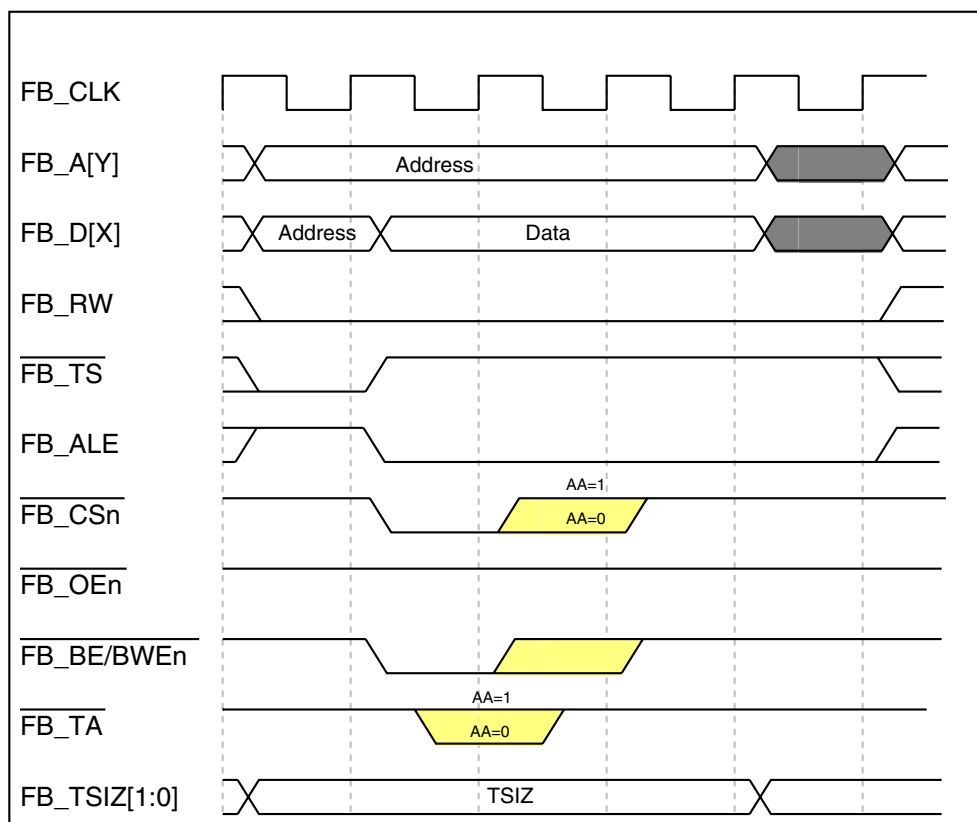 FB_CLK
FB_A[Y]
Address
FB_D[X]
Address
Data
FB_RW
FB_TS
FB_ALE
AA=1
FB_CSn
AA=0
FB_OEn
FB_BE/BWEn
AA=1
FB_TA
AA=0
FB_TSIZ[1:0]
TSIZ